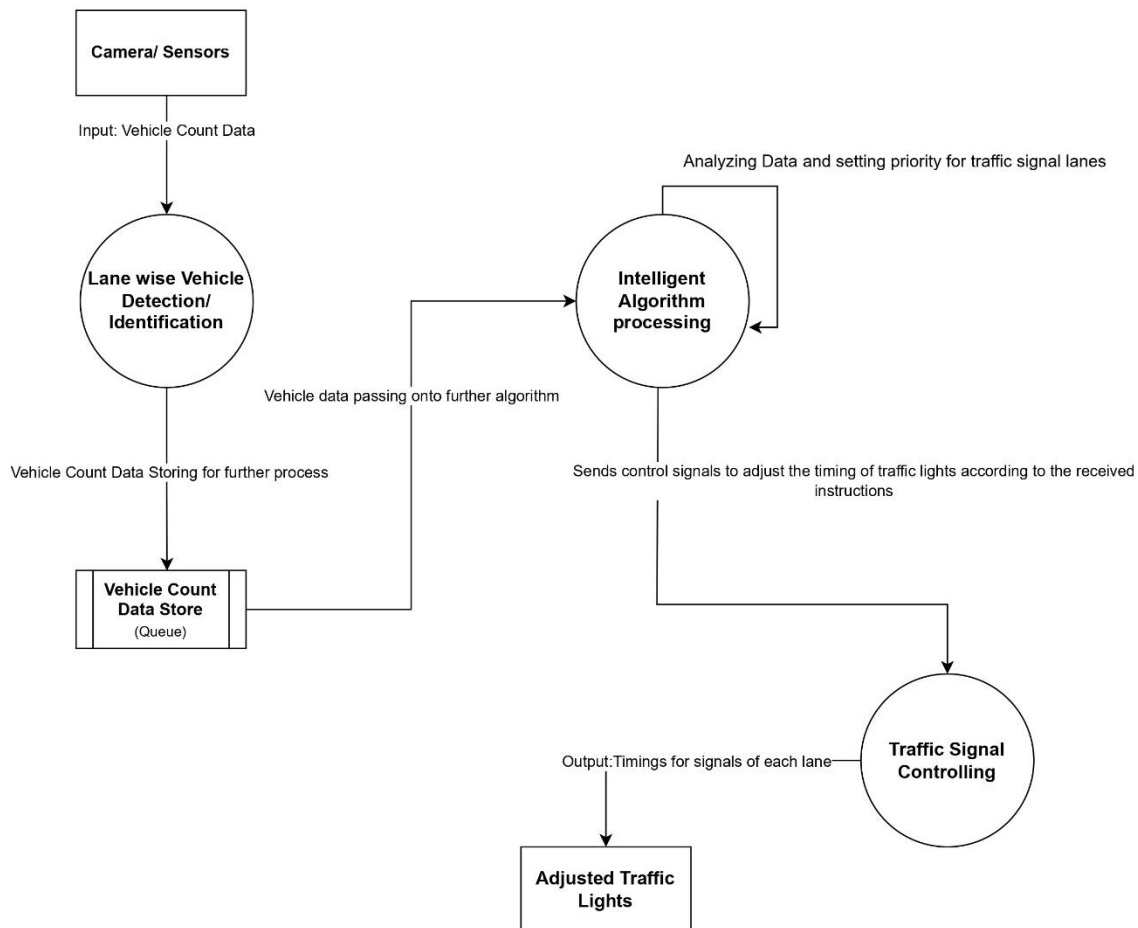 Camera/ Sensors
Input: Vehicle Count Data
Lane wise Vehicle
Detection/
Identification
Vehicle Count Data Storing for further process
Vehicle Count
Data Store
(Queue)
Vehicle data passing onto further algorithm
Analyzing Data and setting priority for traffic signal lanes
Intelligent
Algorithm
processing
Sends control signals to adjust the timing of traffic lights according to the received
instructions
Traffic Signal
Controlling
Output:Timings for signals of each lane
Adjusted Traffic
Lights